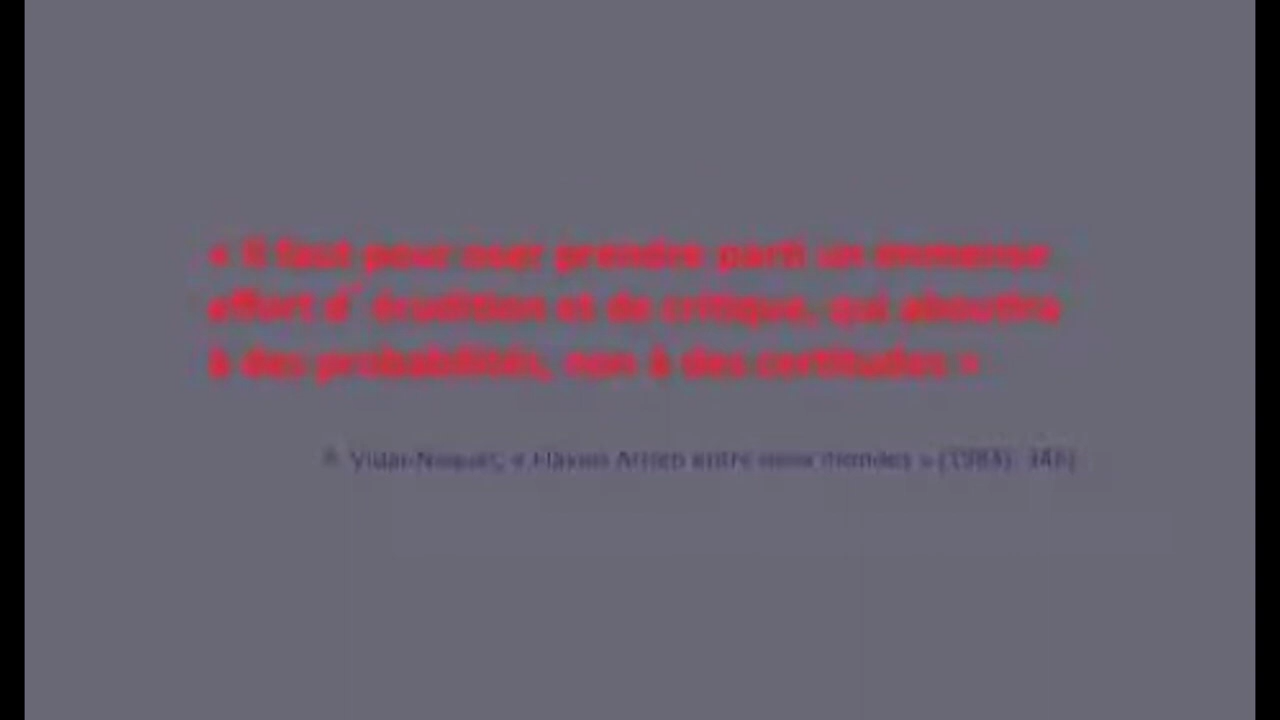 « Il faut pour oser prendre parti un immense
effort d´ érudition et de critique, qui aboutira
à des probabilités, non à des certitudes »
P. Vidal-Naquet, « Flavius Arrien entre deux mondes »